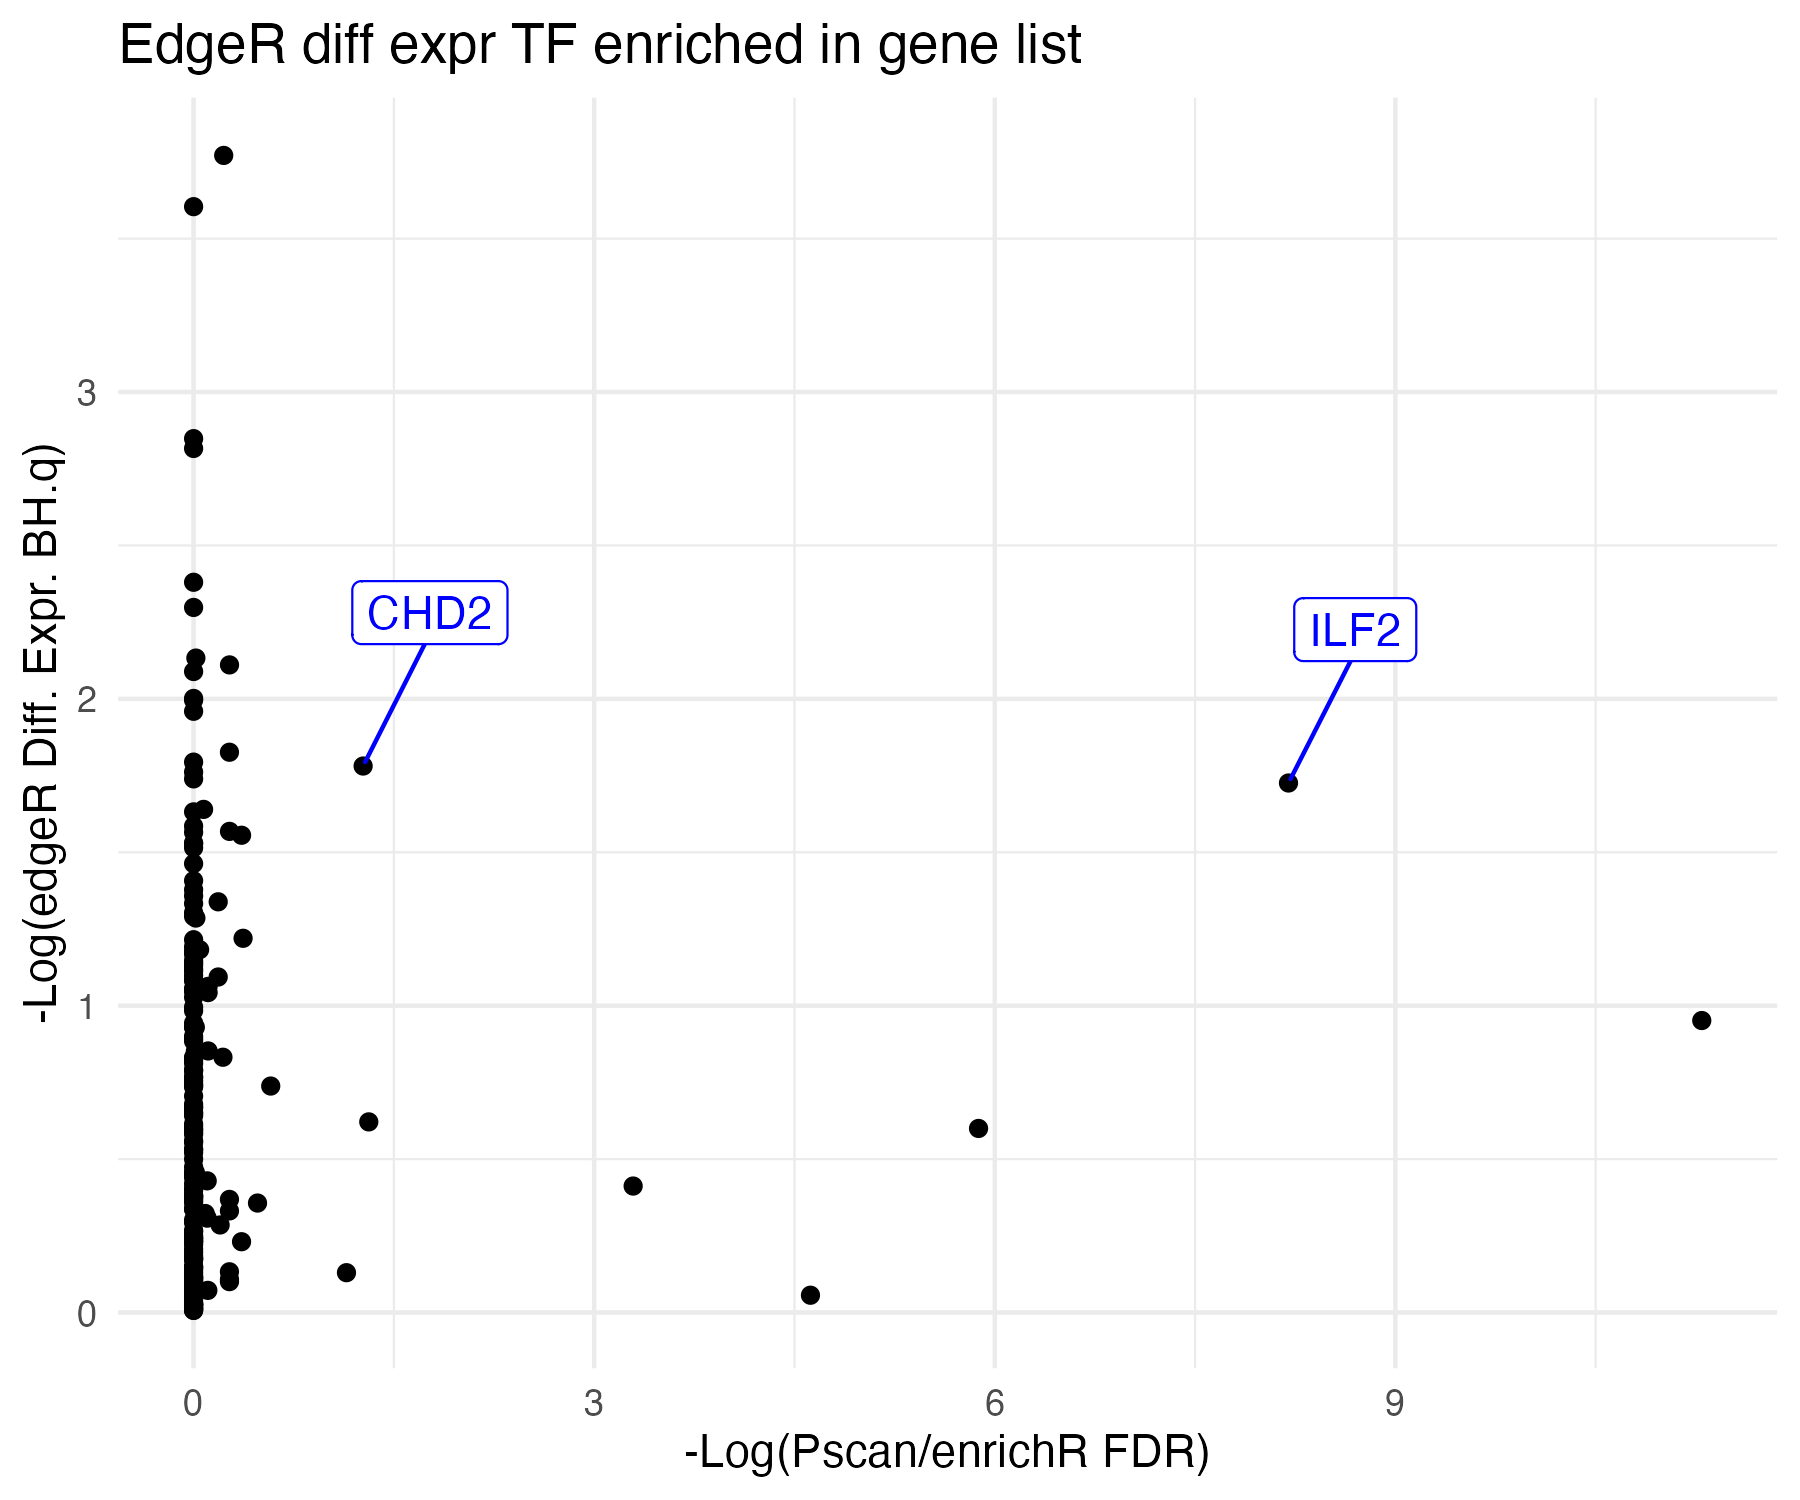 EdgeR diff expr TF enriched in gene list
-Log(edgeR Diff. Expr. BH.q)
3
2
1
0
CHD2
ILF2
0 3 6 9
-Log(Pscan/enrichR FDR)